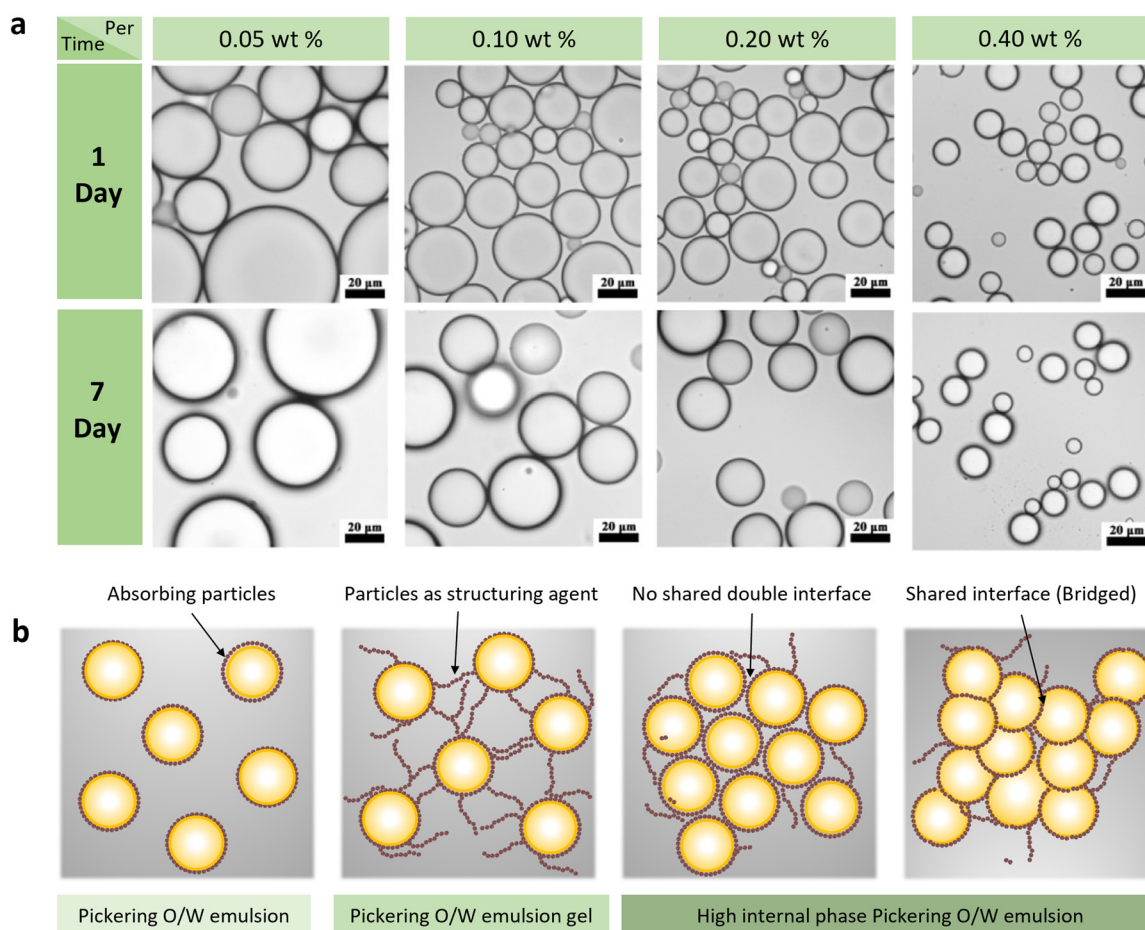 a
Per
Time
0.05 wt %
0.10 wt %
0.20 wt %
0.40 wt %
1
Day
20 µm
20 µm
20 µm
20 µm
7
Day
20 µm
20 µm
20 µm
20 µm
b
Absorbing particles
Particles as structuring agent
No shared double interface
Shared interface (Bridged)
Pickering O/W emulsion
Pickering O/W emulsion gel
High internal phase Pickering O/W emulsion